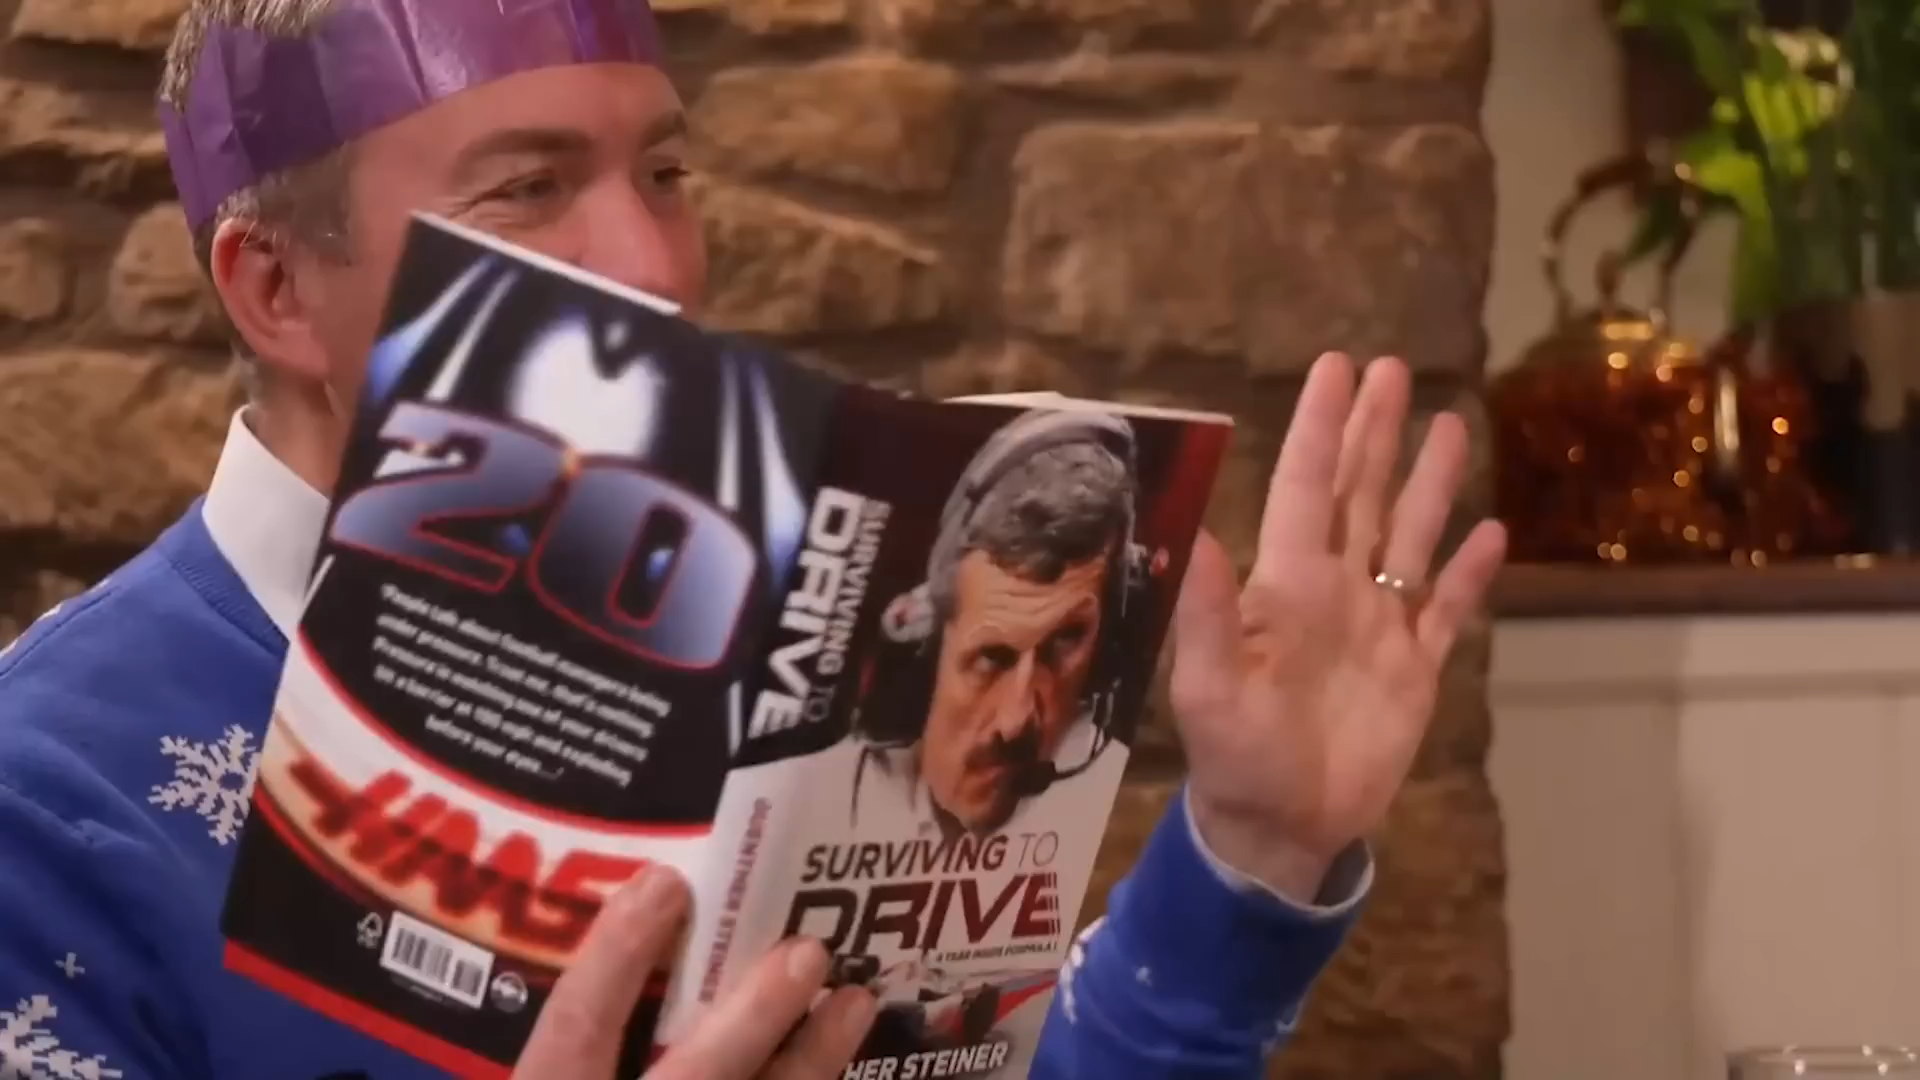 20
'People talk about football managers being
under pressure. Trust me, that's nothing.
Pressure is watching one of your drivers
hit a barrier at 190 mph and exploding
before your eyes...'
HAAS
SURVIVING TO
DRIVE
GUENTHER STEINER
SURVIVING TO
DRIVE
A YEAR INSIDE FORMULA 1
HER STEINER